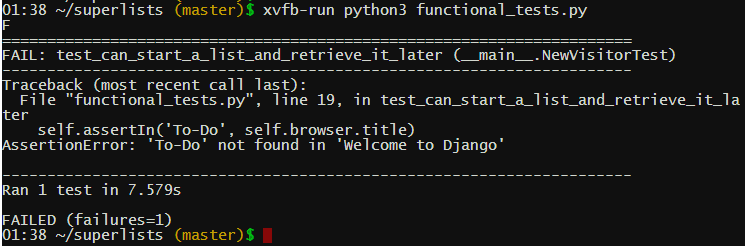 01:38 ~/superlists (master)$ xvfb-run python3 functional_tests.py
F
======================================================================
FAIL: test_can_start_a_list_and_retrieve_it_later (__main__.NewVisitorTest)
----------------------------------------------------------------------
Traceback (most recent call last):
  File "functional_tests.py", line 19, in test_can_start_a_list_and_retrieve_it_la
ter
    self.assertIn('To-Do', self.browser.title)
AssertionError: 'To-Do' not found in 'Welcome to Django'

----------------------------------------------------------------------
Ran 1 test in 7.579s

FAILED (failures=1)
01:38 ~/superlists (master)$